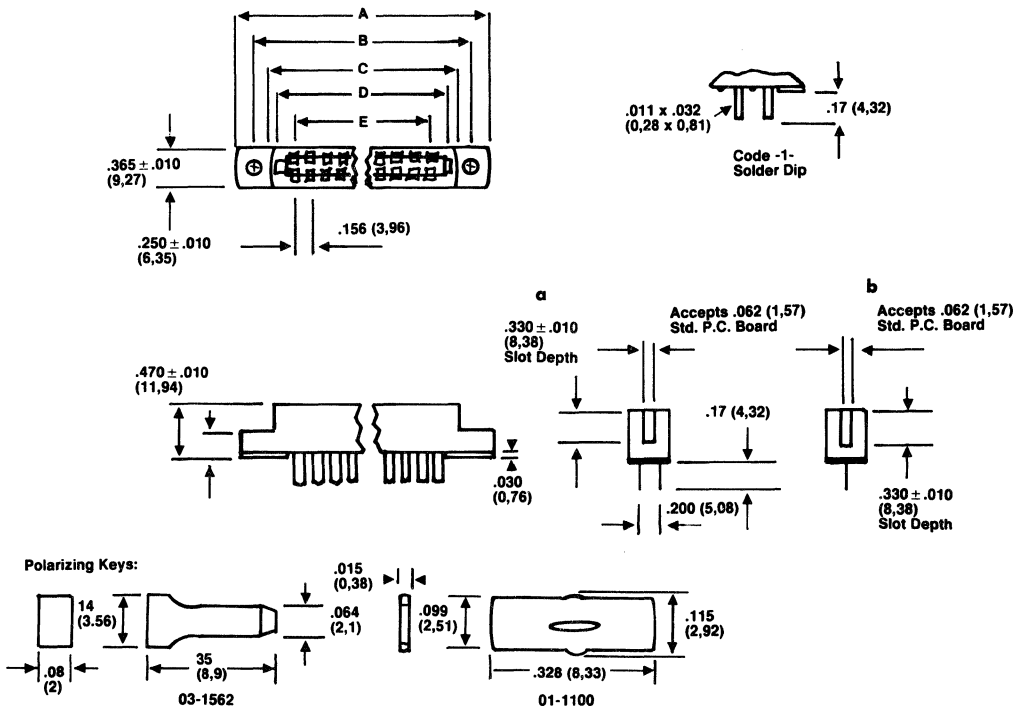 A
B
C
D
E
.365 ± .010
(9,27)
.250 ± .010
(6,35)
.156 (3,96)
.011 x .032
(0,28 x 0,81)
.17 (4,32)
Code -1-
Solder Dip
a
.330 ± .010
(8,38)
Slot Depth
Accepts .062 (1,57)
Std. P.C. Board
b
Accepts .062 (1,57)
Std. P.C. Board
.470 ± .010
(11,94)
.030
(0,76)
.17 (4,32)
.200 (5,08)
.330 ± .010
(8,38)
Slot Depth
Polarizing Keys:
14
(3.56)
.08
(2)
35
(8,9)
.064
(2,1)
03-1562
.015
(0,38)
.099
(2,51)
.115
(2,92)
.328 (8,33)
01-1100